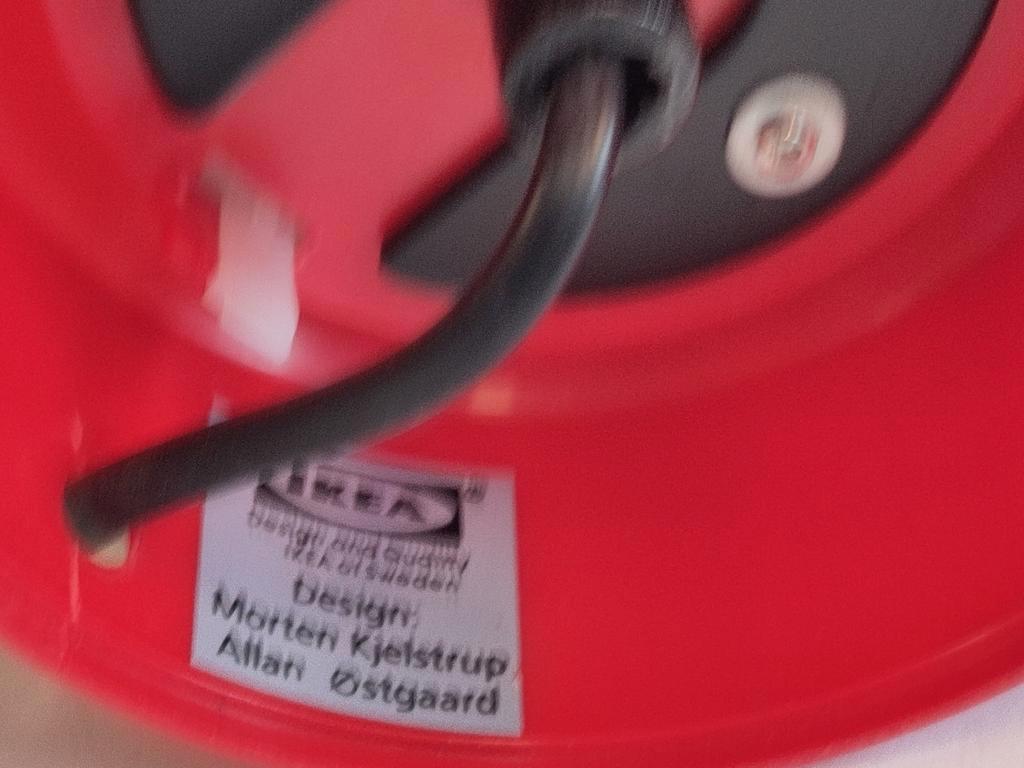 IKEA®
Design and Quality
IKEA of Sweden
Design:
Morten Kjelstrup
Allan Østgaard